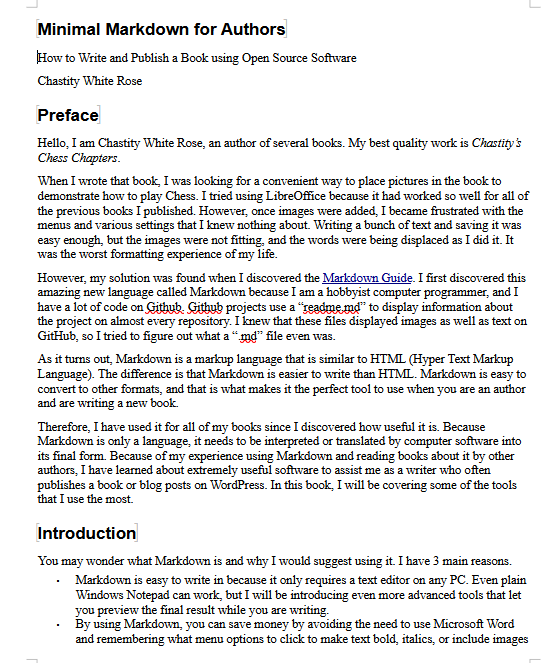 Minimal Markdown for Authors
How to Write and Publish a Book using Open Source Software
Chastity White Rose
Preface
Hello, I am Chastity White Rose, an author of several books. My best quality work is Chastity's
Chess Chapters.
When I wrote that book, I was looking for a convenient way to place pictures in the book to
demonstrate how to play Chess. I tried using LibreOffice because it had worked so well for all of
the previous books I published. However, once images were added, I became frustrated with the
menus and various settings that I knew nothing about. Writing a bunch of text and saving it was
easy enough, but the images were not fitting, and the words were being displaced as I did it. It
was the worst formatting experience of my life.
However, my solution was found when I discovered the Markdown Guide. I first discovered this
amazing new language called Markdown because I am a hobbyist computer programmer, and I
have a lot of code on Github. Github projects use a “readme.md” to display information about
the project on almost every repository. I knew that these files displayed images as well as text on
GitHub, so I tried to figure out what a “.md” file even was.
As it turns out, Markdown is a markup language that is similar to HTML (Hyper Text Markup
Language). The difference is that Markdown is easier to write than HTML. Markdown is easy to
convert to other formats, and that is what makes it the perfect tool to use when you are an author
and are writing a new book.
Therefore, I have used it for all of my books since I discovered how useful it is. Because
Markdown is only a language, it needs to be interpreted or translated by computer software into
its final form. Because of my experience using Markdown and reading books about it by other
authors, I have learned about extremely useful software to assist me as a writer who often
publishes a book or blog posts on WordPress. In this book, I will be covering some of the tools
that I use the most.
Introduction
You may wonder what Markdown is and why I would suggest using it. I have 3 main reasons.
• Markdown is easy to write in because it only requires a text editor on any PC. Even plain
Windows Notepad can work, but I will be introducing even more advanced tools that let
you preview the final result while you are writing.
• By using Markdown, you can save money by avoiding the need to use Microsoft Word
and remembering what menu options to click to make text bold, italics, or include images